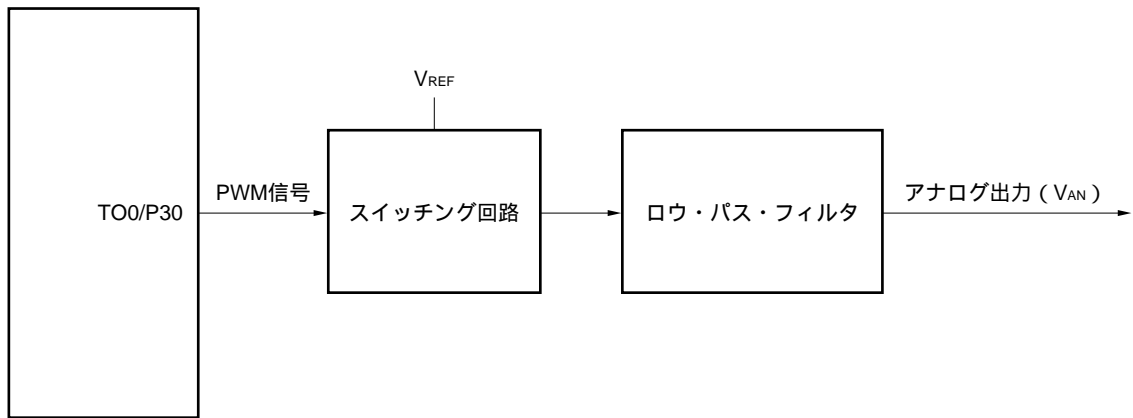 VREF
TO0/P30
PWM信号
スイッチング回路
ロウ・パス・フィルタ
アナログ出力(VAN)